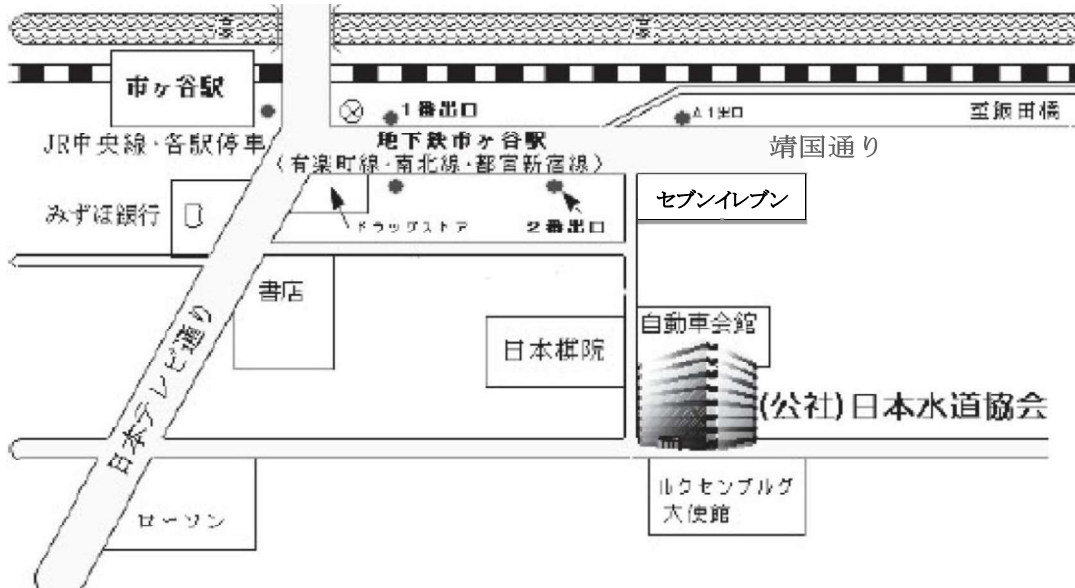 市ヶ谷駅
1番出口
A1出口
至飯田橋
JR中央線・各駅停車
地下鉄市ヶ谷駅
靖国通り
〈有楽町線・南北線・都営新宿線〉
みずほ銀行
ドラッグストア
2番出口
セブンイレブン
書店
日本棋院
自動車会館
日本テレビ通り
(公社)日本水道協会
ローソン
ルクセンブルグ
大使館